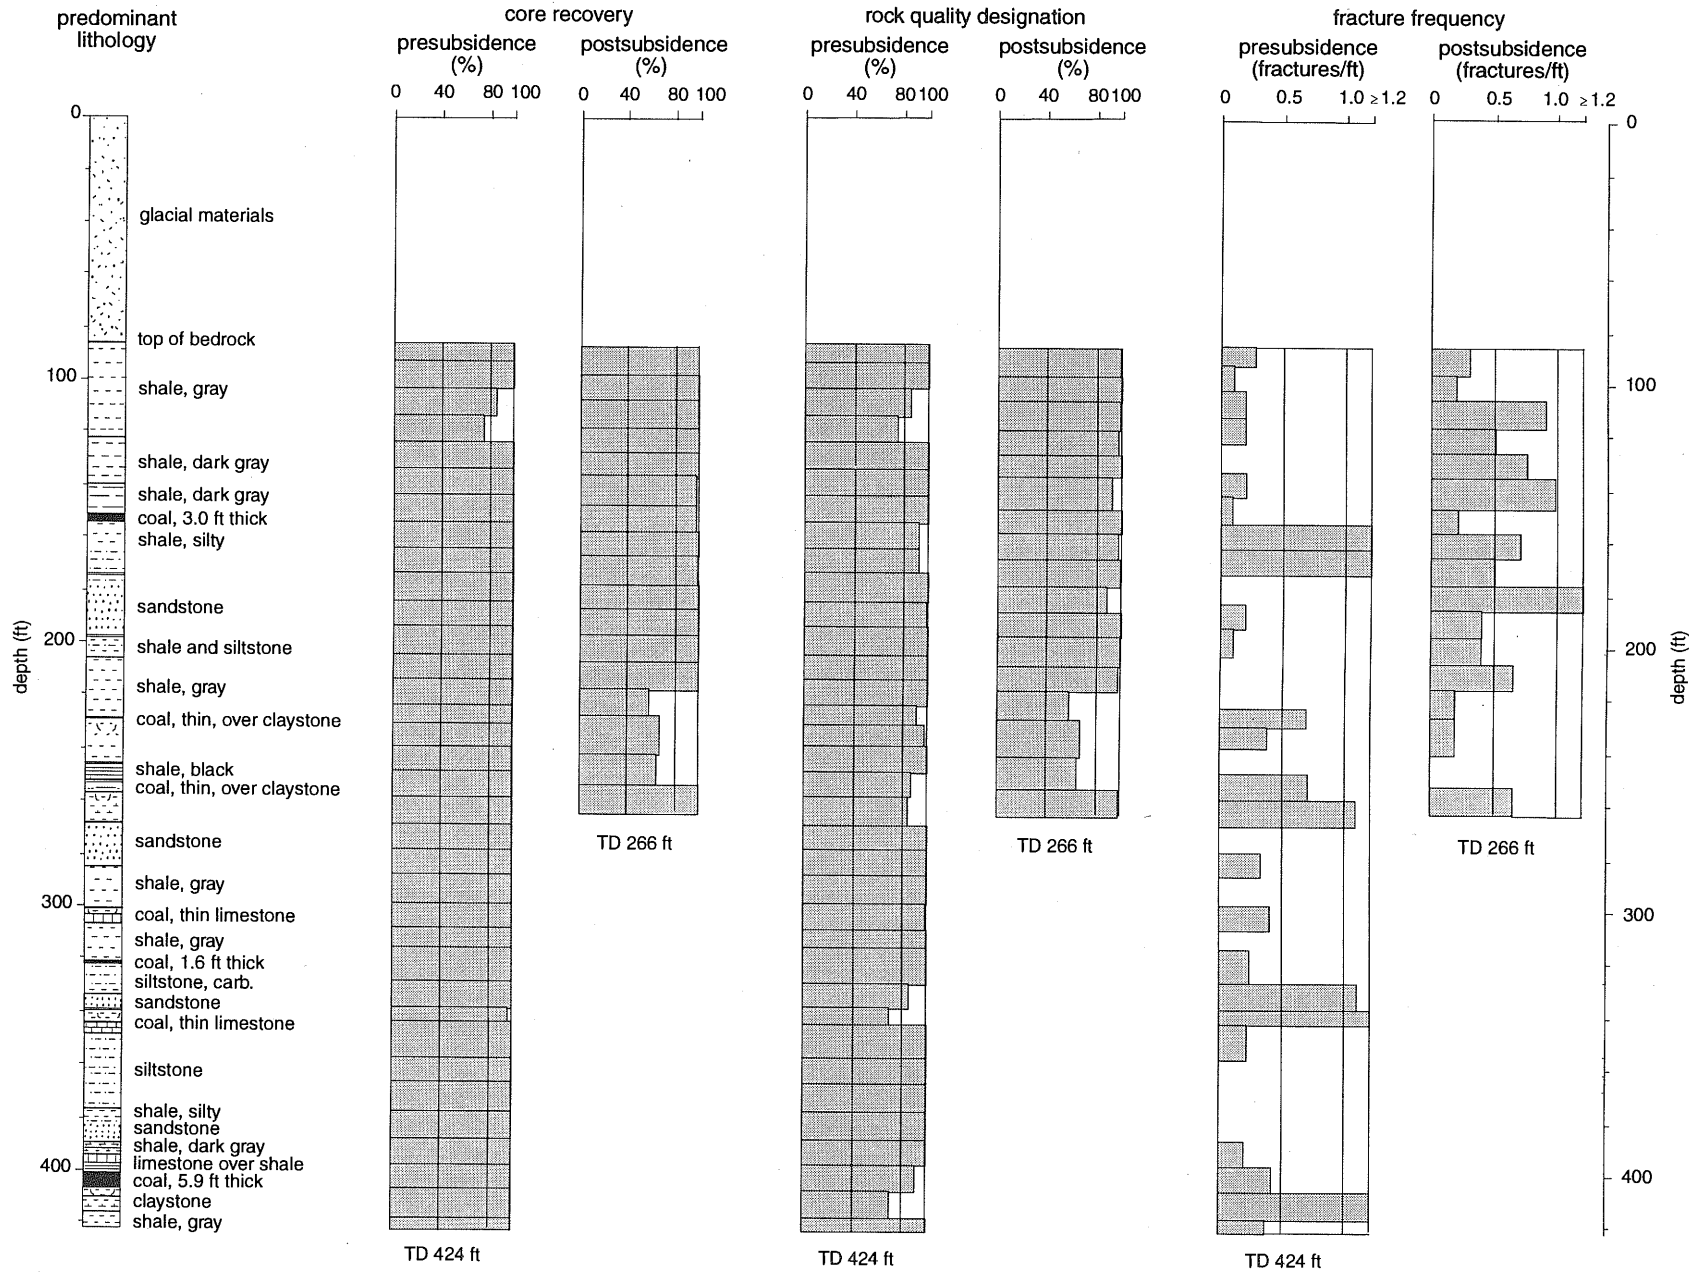 predominant
lithology
core recovery
rock quality designation
fracture frequency
presubsidence
(%)
postsubsidence
(%)
presubsidence
(%)
postsubsidence
(%)
presubsidence
(fractures/ft)
postsubsidence
(fractures/ft)
0 40 80 100
0 40 80 100
0 40 80 100
0 40 80 100
0 0.5 1.0 ≥1.2
0 0.5 1.0 ≥1.2
0
100
200
300
400
depth (ft)
glacial materials
top of bedrock
shale, gray
shale, dark gray
shale, dark gray
coal, 3.0 ft thick
shale, silty
sandstone
shale and siltstone
shale, gray
coal, thin, over claystone
shale, black
coal, thin, over claystone
sandstone
shale, gray
coal, thin limestone
shale, gray
coal, 1.6 ft thick
siltstone, carb.
sandstone
coal, thin limestone
siltstone
shale, silty
sandstone
shale, dark gray
limestone over shale
coal, 5.9 ft thick
claystone
shale, gray
TD 424 ft
TD 266 ft
TD 424 ft
TD 266 ft
TD 424 ft
TD 266 ft
0
100
200
300
400
depth (ft)